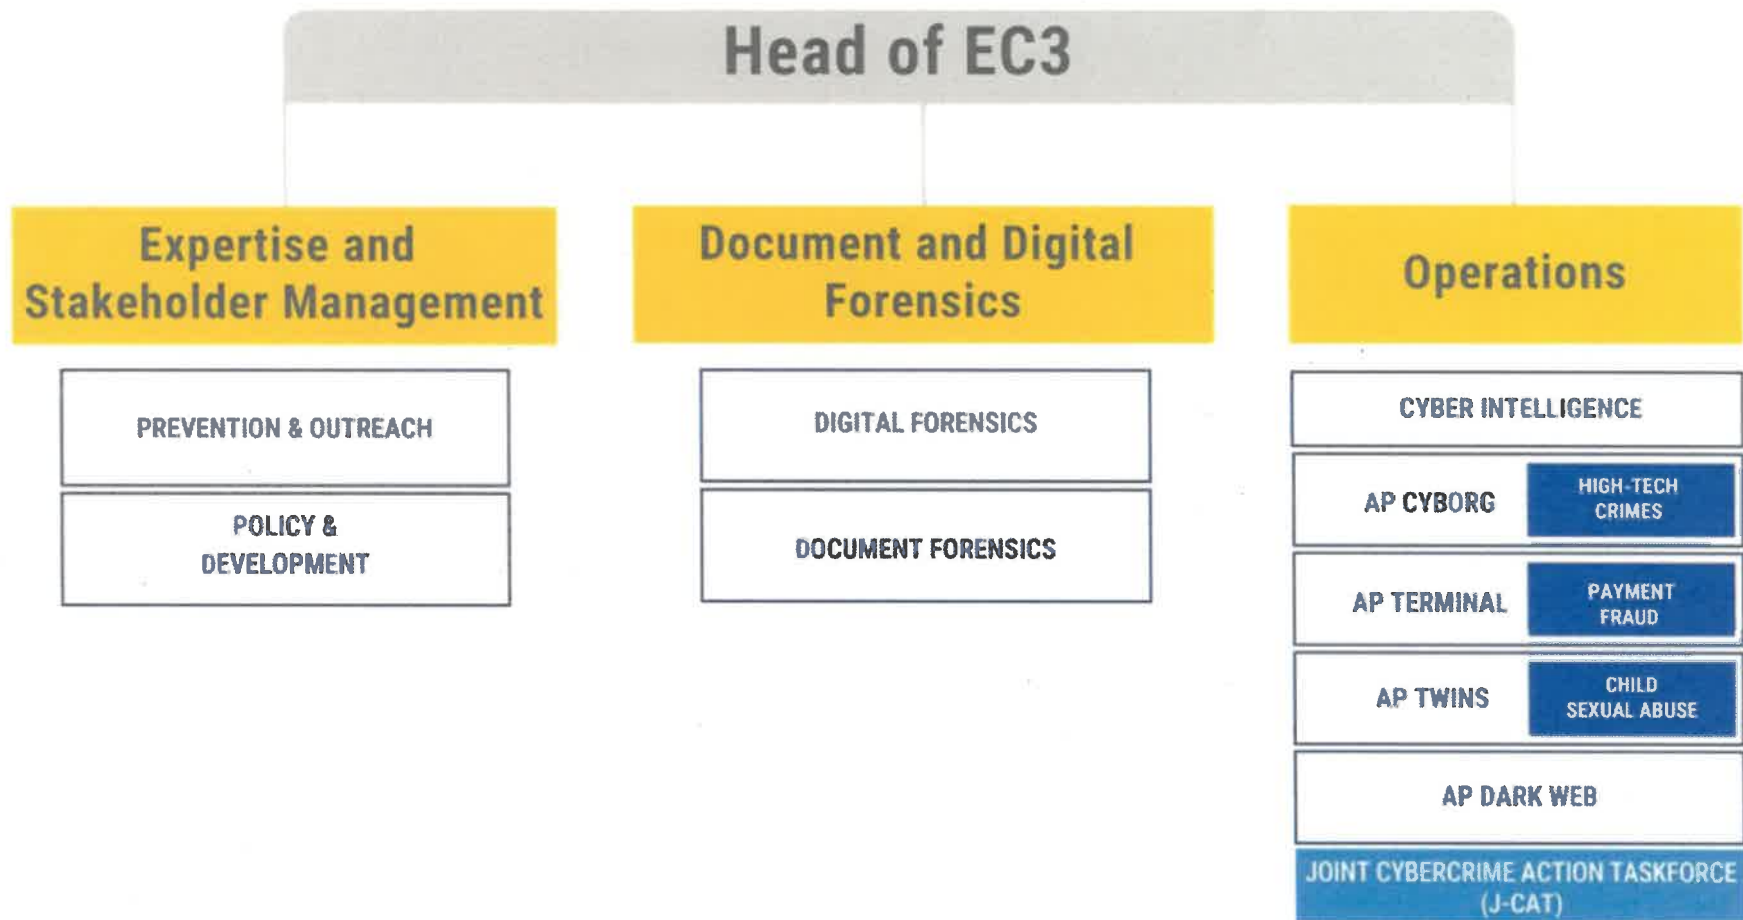 Head of EC3
Expertise and
Stakeholder Management
PREVENTION & OUTREACH
POLICY &
DEVELOPMENT
Document and Digital
Forensics
DIGITAL FORENSICS
DOCUMENT FORENSICS
Operations
CYBER INTELLIGENCE
AP CYBORG
HIGH-TECH
CRIMES
AP TERMINAL
PAYMENT
FRAUD
AP TWINS
CHILD
SEXUAL ABUSE
AP DARK WEB
JOINT CYBERCRIME ACTION TASKFORCE
(J-CAT)